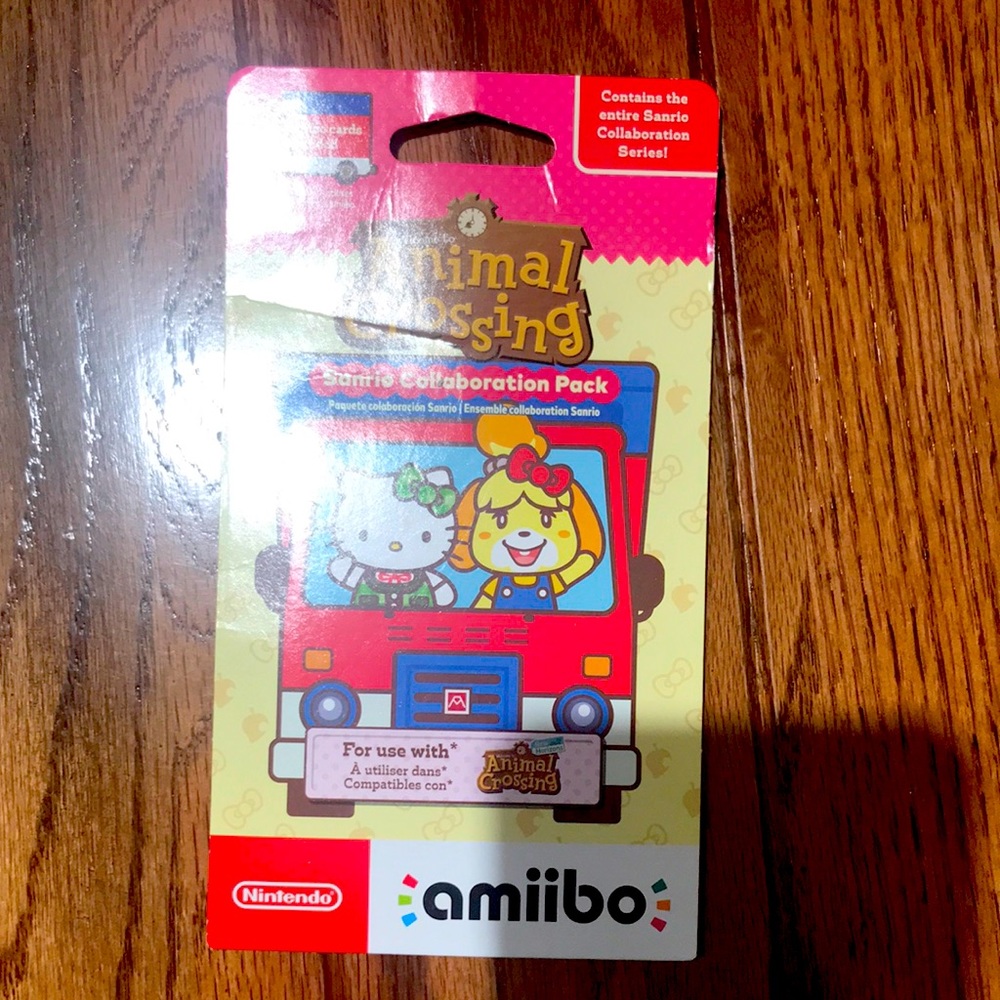 Contains the
entire Sanrio
Collaboration
Series!
cards
Animal
Crossing
Sanrio Collaboration Pack
Paquete colaboración Sanrio | Ensemble collaboration Sanrio
For use with*
À utiliser dans*
Compatibles con*
Animal
Crossing
Nintendo
amiibo